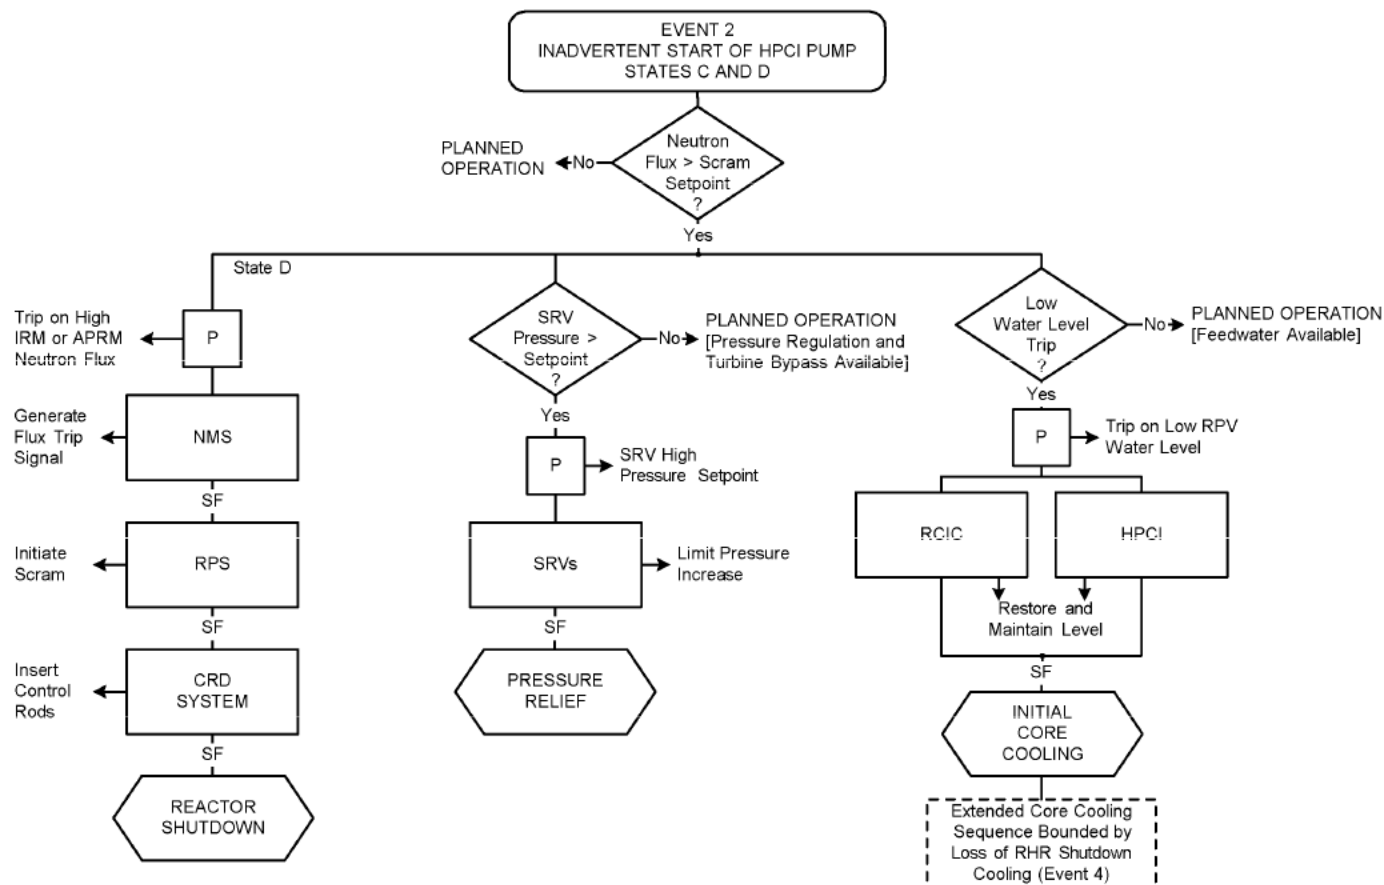 EVENT 2
INADVERTENT START OF HPCI PUMP
STATES C AND D
Neutron
Flux > Scram
Setpoint
?
PLANNED
OPERATION
No
Yes
State D
Trip on High
IRM or APRM
Neutron Flux
P
Generate
Flux Trip
Signal
NMS
SF
Initiate
Scram
RPS
SF
Insert
Control
Rods
CRD
SYSTEM
SF
REACTOR
SHUTDOWN
SRV
Pressure >
Setpoint
?
No
PLANNED OPERATION
[Pressure Regulation and
Turbine Bypass Available]
Yes
P
SRV High
Pressure Setpoint
SRVs
Limit Pressure
Increase
SF
PRESSURE
RELIEF
Low
Water Level
Trip
?
No
PLANNED OPERATION
[Feedwater Available]
Yes
P
Trip on Low RPV
Water Level
RCIC
HPCI
Restore and
Maintain Level
SF
INITIAL
CORE
COOLING
Extended Core Cooling
Sequence Bounded by
Loss of RHR Shutdown
Cooling (Event 4)